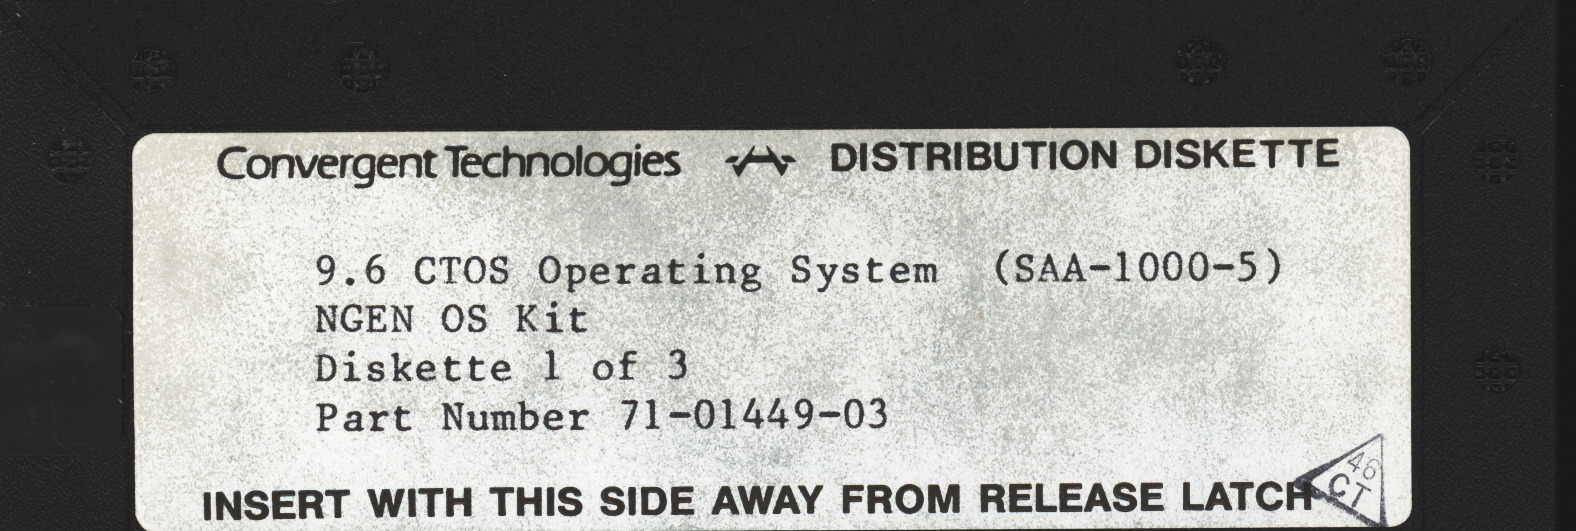 Convergent Technologies DISTRIBUTION DISKETTE
9.6 CTOS Operating System (SAA-1000-5)
NGEN OS Kit
Diskette 1 of 3
Part Number 71-01449-03
INSERT WITH THIS SIDE AWAY FROM RELEASE LATCH
46
CT